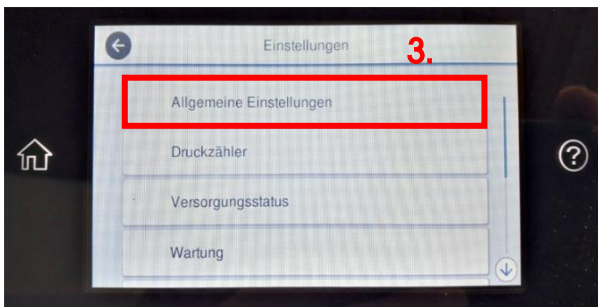 Einstellungen
3.
Allgemeine Einstellungen
Druckzähler
Versorgungsstatus
Wartung
?